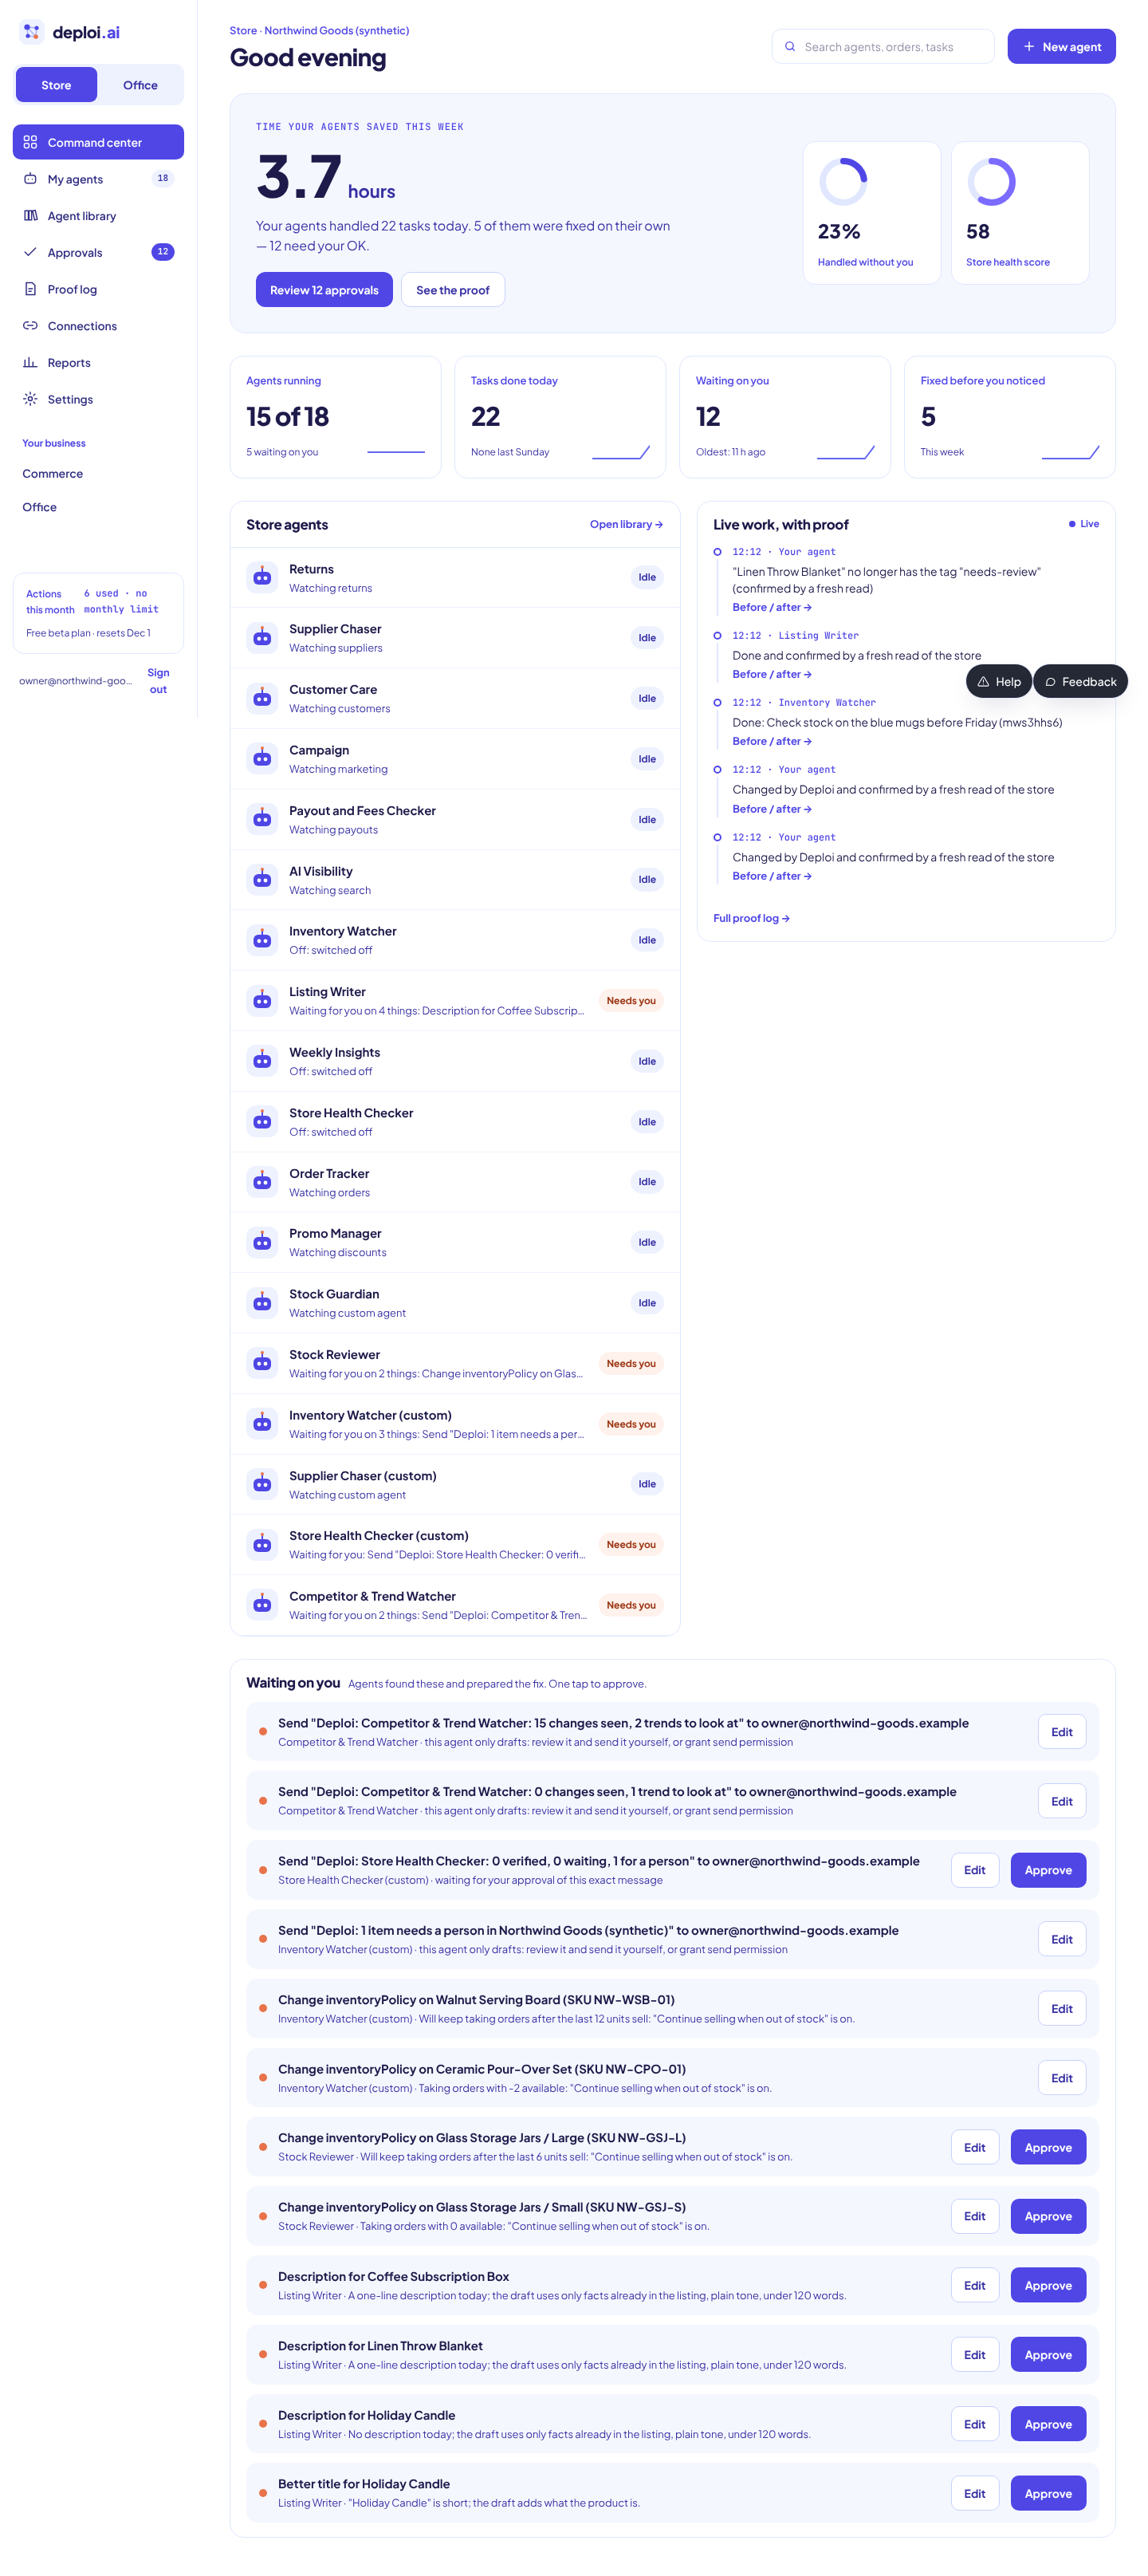 deploi.ai
Store
Office
Command center
My agents 18
Agent library
Approvals 12
Proof log
Connections
Reports
Settings
Your business
Commerce
Office
Actions this month
6 used · no monthly limit
Free beta plan · resets Dec 1
owner@northwind-goo...
Sign out
Store · Northwind Goods (synthetic)
Good evening
Search agents, orders, tasks
New agent
TIME YOUR AGENTS SAVED THIS WEEK
3.7 hours
Your agents handled 22 tasks today. 5 of them were fixed on their own
— 12 need your OK.
Review 12 approvals
See the proof
23%
Handled without you
58
Store health score
Agents running
15 of 18
5 waiting on you
Tasks done today
22
None last Sunday
Waiting on you
12
Oldest: 11 h ago
Fixed before you noticed
5
This week
Store agents
Open library →
Returns
Watching returns
Idle
Supplier Chaser
Watching suppliers
Idle
Customer Care
Watching customers
Idle
Campaign
Watching marketing
Idle
Payout and Fees Checker
Watching payouts
Idle
AI Visibility
Watching search
Idle
Inventory Watcher
Off: switched off
Idle
Listing Writer
Waiting for you on 4 things: Description for Coffee Subscrip...
Needs you
Weekly Insights
Off: switched off
Idle
Store Health Checker
Off: switched off
Idle
Order Tracker
Watching orders
Idle
Promo Manager
Watching discounts
Idle
Stock Guardian
Watching custom agent
Idle
Stock Reviewer
Waiting for you on 2 things: Change inventoryPolicy on Glas...
Needs you
Inventory Watcher (custom)
Waiting for you on 3 things: Send "Deploi: 1 item needs a per...
Needs you
Supplier Chaser (custom)
Watching custom agent
Idle
Store Health Checker (custom)
Waiting for you: Send "Deploi: Store Health Checker: 0 verifi...
Needs you
Competitor & Trend Watcher
Waiting for you on 2 things: Send "Deploi: Competitor & Tren...
Needs you
Live work, with proof
Live
12:12 · Your agent
"Linen Throw Blanket" no longer has the tag "needs-review"
(confirmed by a fresh read)
Before / after →
12:12 · Listing Writer
Done and confirmed by a fresh read of the store
Before / after →
12:12 · Inventory Watcher
Done: Check stock on the blue mugs before Friday (mws3hhs6)
Before / after →
12:12 · Your agent
Changed by Deploi and confirmed by a fresh read of the store
Before / after →
12:12 · Your agent
Changed by Deploi and confirmed by a fresh read of the store
Before / after →
Full proof log →
Help
Feedback
Waiting on you Agents found these and prepared the fix. One tap to approve.
Send "Deploi: Competitor & Trend Watcher: 15 changes seen, 2 trends to look at" to owner@northwind-goods.example
Competitor & Trend Watcher · this agent only drafts: review it and send it yourself, or grant send permission
Edit
Send "Deploi: Competitor & Trend Watcher: 0 changes seen, 1 trend to look at" to owner@northwind-goods.example
Competitor & Trend Watcher · this agent only drafts: review it and send it yourself, or grant send permission
Edit
Send "Deploi: Store Health Checker: 0 verified, 0 waiting, 1 for a person" to owner@northwind-goods.example
Store Health Checker (custom) · waiting for your approval of this exact message
Edit
Approve
Send "Deploi: 1 item needs a person in Northwind Goods (synthetic)" to owner@northwind-goods.example
Inventory Watcher (custom) · this agent only drafts: review it and send it yourself, or grant send permission
Edit
Change inventoryPolicy on Walnut Serving Board (SKU NW-WSB-01)
Inventory Watcher (custom) · Will keep taking orders after the last 12 units sell: "Continue selling when out of stock" is on.
Edit
Change inventoryPolicy on Ceramic Pour-Over Set (SKU NW-CPO-01)
Inventory Watcher (custom) · Taking orders with -2 available: "Continue selling when out of stock" is on.
Edit
Change inventoryPolicy on Glass Storage Jars / Large (SKU NW-GSJ-L)
Stock Reviewer · Will keep taking orders after the last 6 units sell: "Continue selling when out of stock" is on.
Edit
Approve
Change inventoryPolicy on Glass Storage Jars / Small (SKU NW-GSJ-S)
Stock Reviewer · Taking orders with 0 available: "Continue selling when out of stock" is on.
Edit
Approve
Description for Coffee Subscription Box
Listing Writer · A one-line description today; the draft uses only facts already in the listing, plain tone, under 120 words.
Edit
Approve
Description for Linen Throw Blanket
Listing Writer · A one-line description today; the draft uses only facts already in the listing, plain tone, under 120 words.
Edit
Approve
Description for Holiday Candle
Listing Writer · No description today; the draft uses only facts already in the listing, plain tone, under 120 words.
Edit
Approve
Better title for Holiday Candle
Listing Writer · "Holiday Candle" is short; the draft adds what the product is.
Edit
Approve